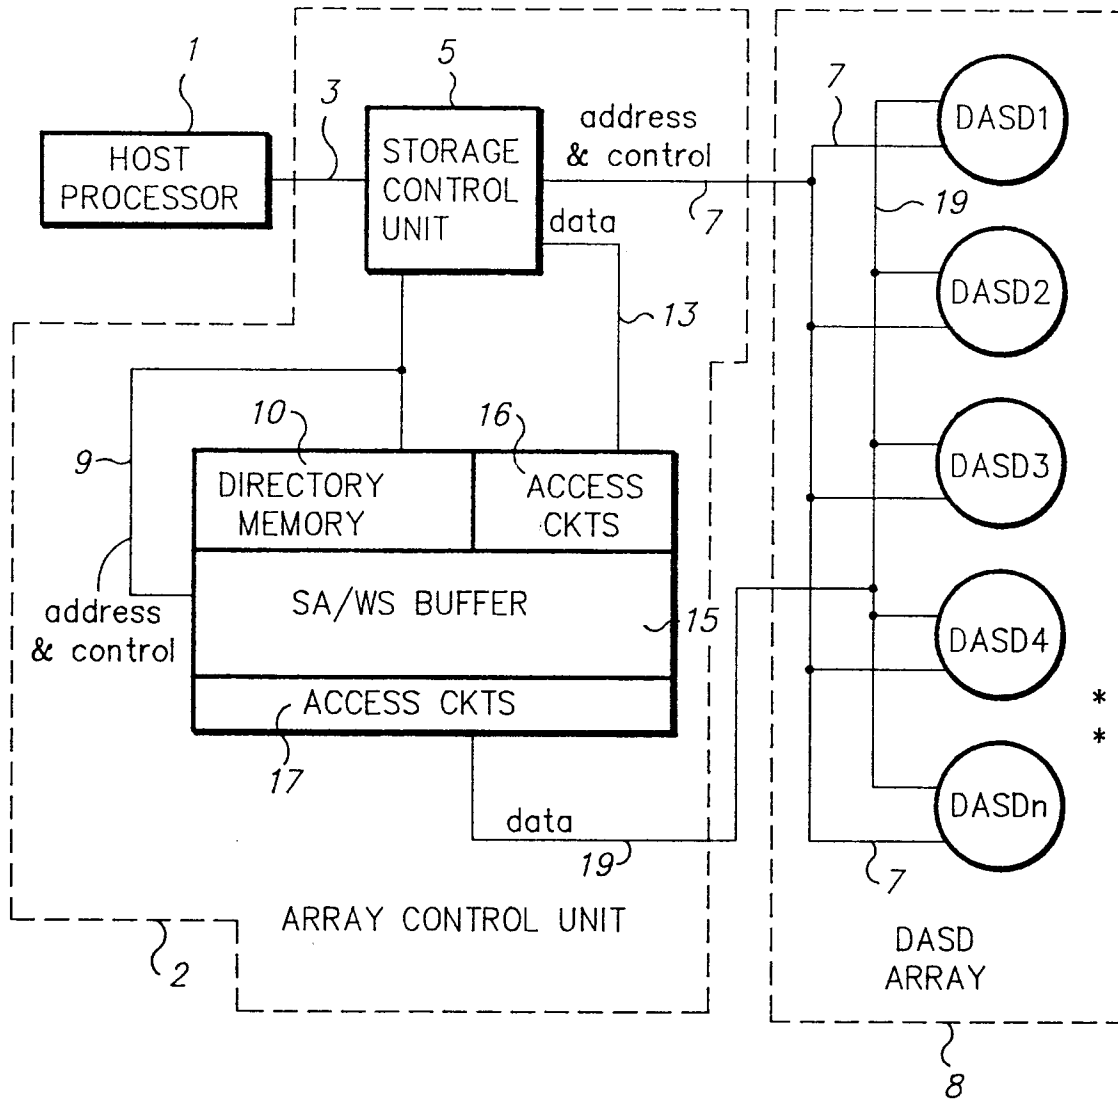 1
HOST
PROCESSOR
3
5
STORAGE
CONTROL
UNIT
address
& control
7
data
13
7
19
DASD1
DASD2
DASD3
DASD4
DASDn
*
*
7
9
address
& control
10
DIRECTORY
MEMORY
16
ACCESS
CKTS
SA/WS BUFFER
15
ACCESS CKTS
17
data
19
ARRAY CONTROL UNIT
2
DASD
ARRAY
8